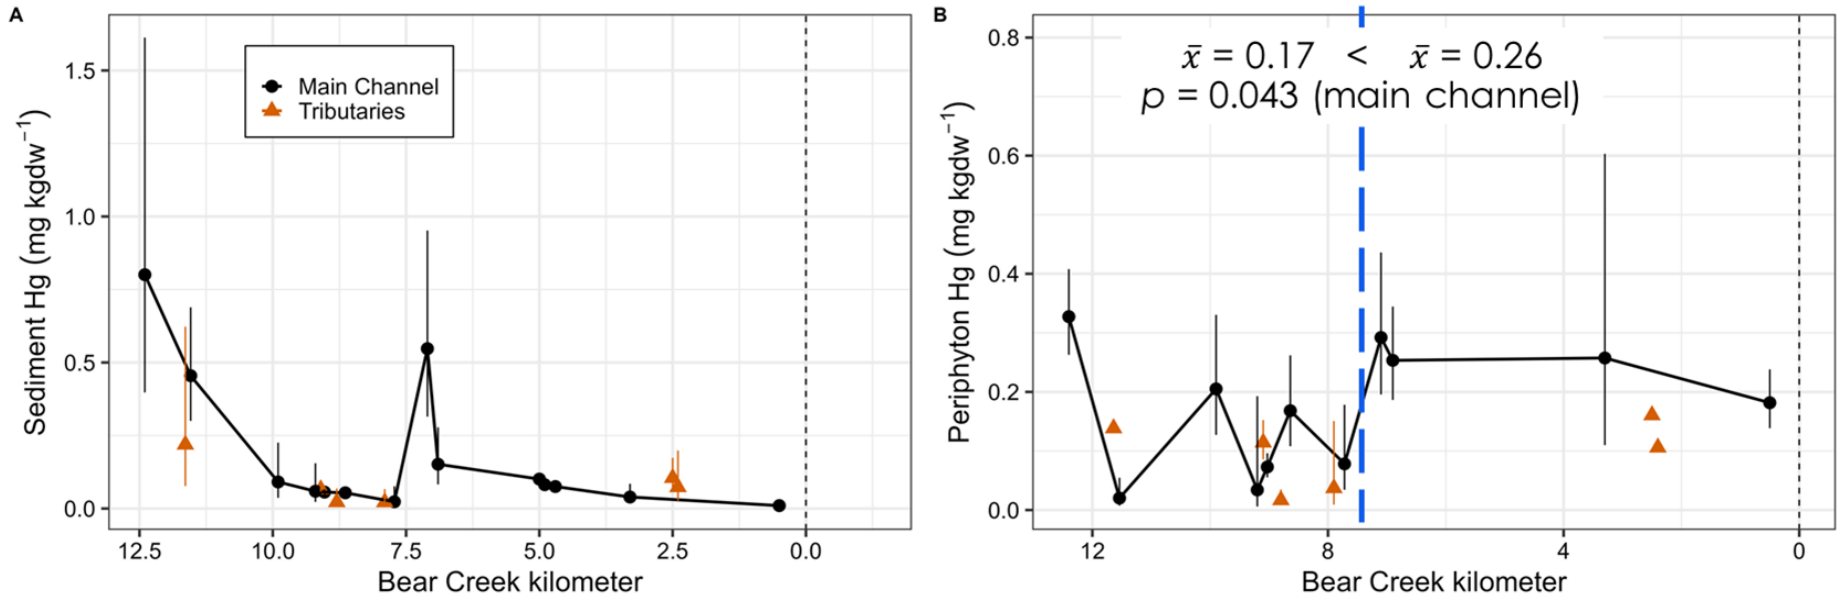 A
Sediment Hg (mg kgdw⁻¹)
1.5
1.0
0.5
0.0
Main Channel
Tributaries
12.5 10.0 7.5 5.0 2.5 0.0
Bear Creek kilometer
B
Periphyton Hg (mg kgdw⁻¹)
0.8
0.6
0.4
0.2
0.0
x̄ = 0.17 < x̄ = 0.26
p = 0.043 (main channel)
12 8 4 0
Bear Creek kilometer